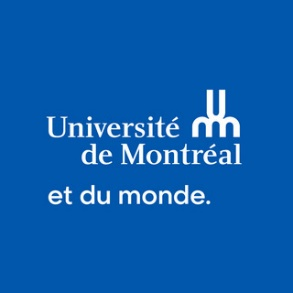 Université
de Montréal
et du monde.